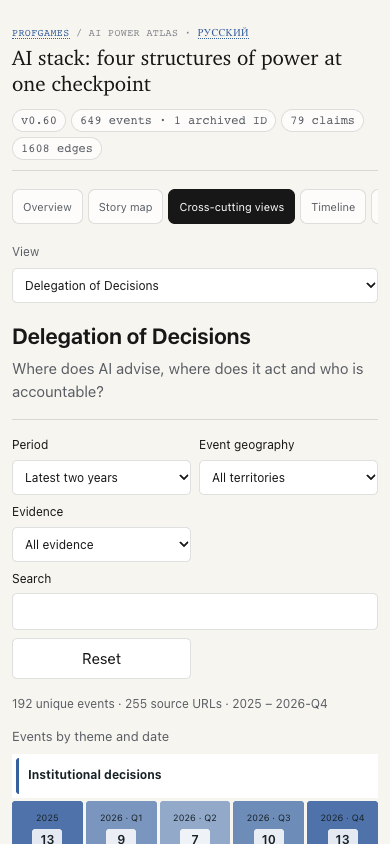 PROFGAMES / AI POWER ATLAS · РУССКИЙ
AI stack: four structures of power at
one checkpoint
v0.60
649 events · 1 archived ID
79 claims
1608 edges
Overview
Story map
Cross-cutting views
Timeline
View
Delegation of Decisions
Delegation of Decisions
Where does AI advise, where does it act and who is
accountable?
Period
Event geography
Latest two years
All territories
Evidence
All evidence
Search
Reset
192 unique events · 255 source URLs · 2025 – 2026-Q4
Events by theme and date
Institutional decisions
2025
2026 · Q1
2026 · Q2
2026 · Q3
2026 · Q4
13
9
7
10
13